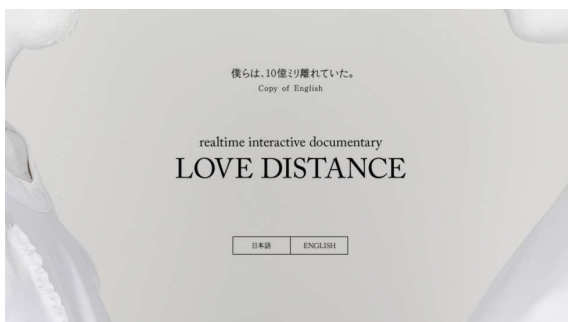 僕らは、10億ミリ離れていた。
Copy of English
realtime interactive documentary
LOVE DISTANCE
日本語 ENGLISH